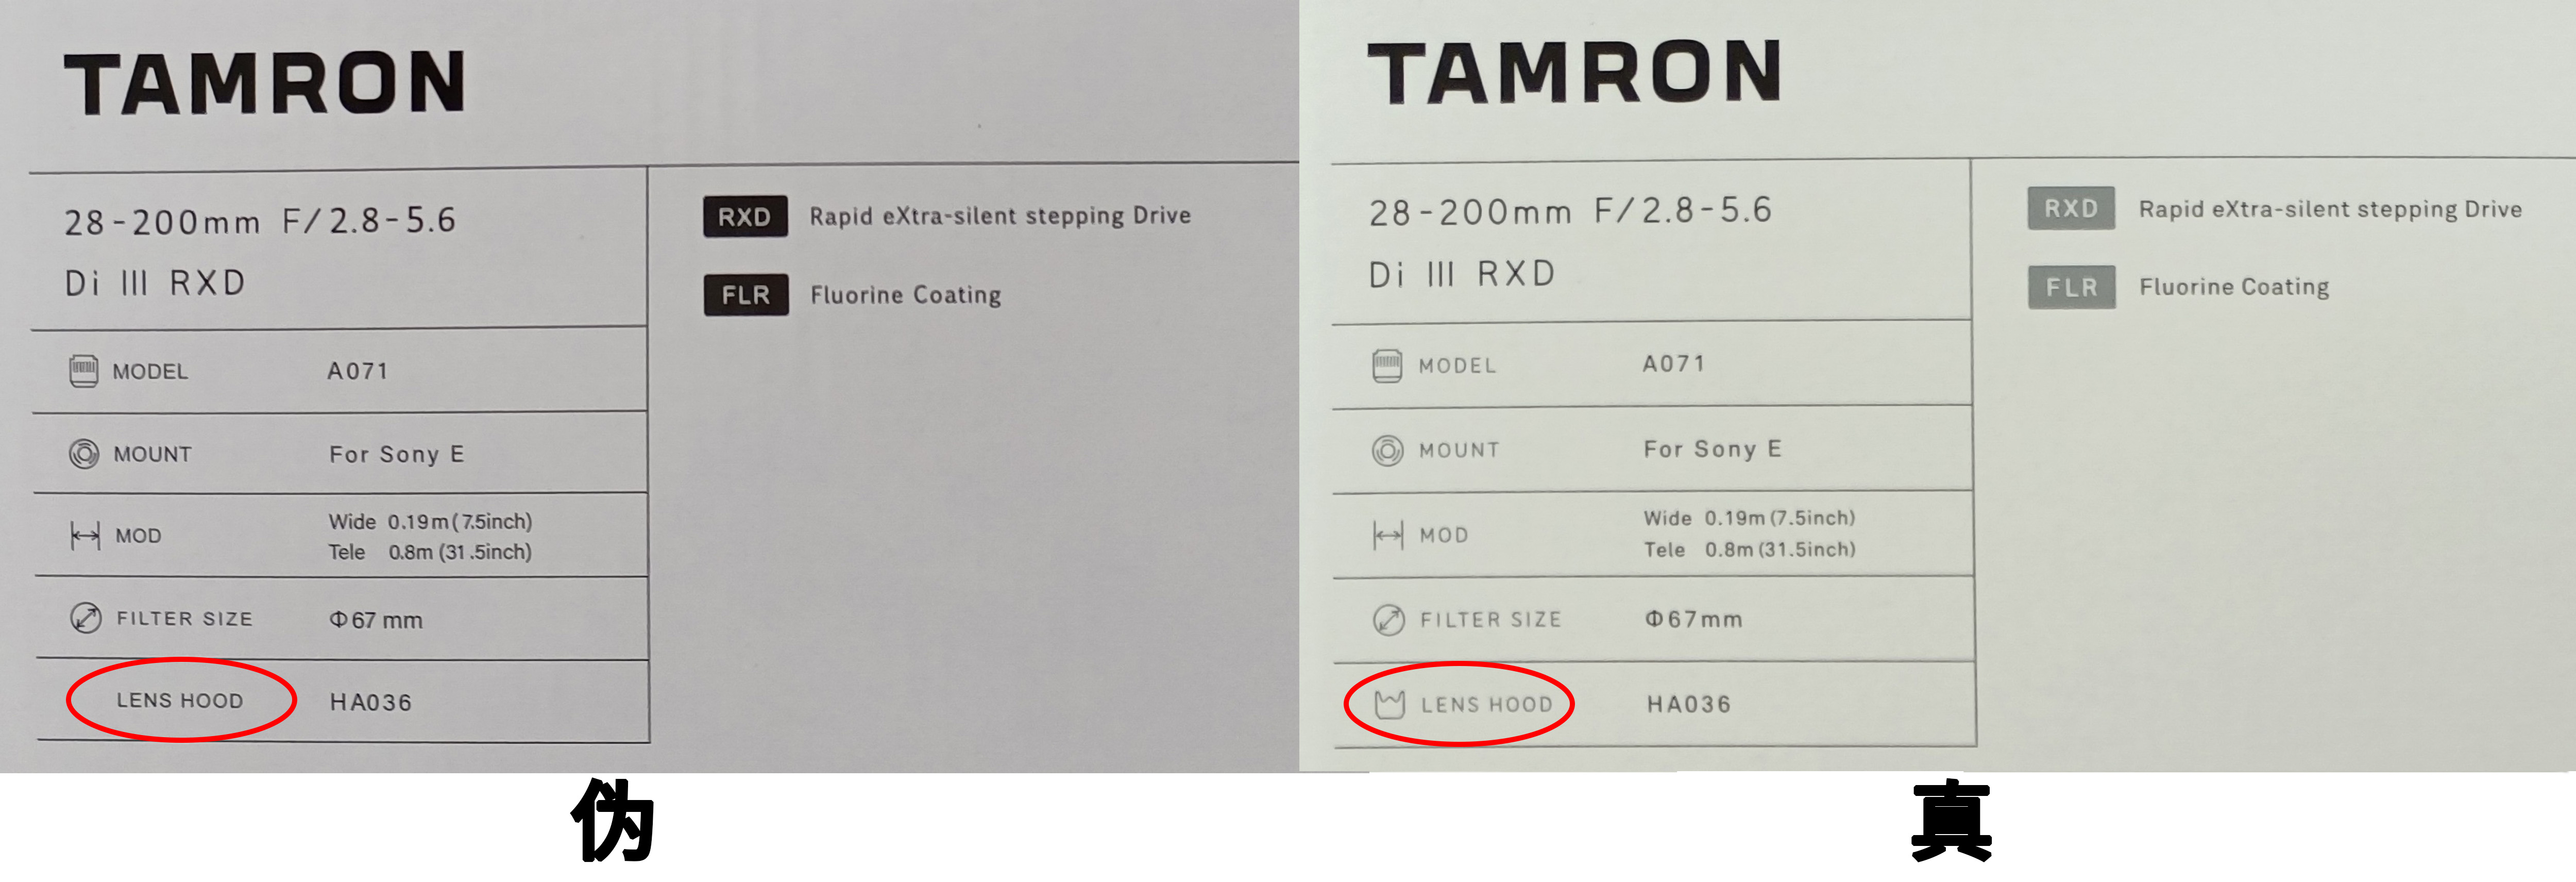 TAMRON
28-200mm F/2.8-5.6
Di III RXD
MODEL A071
MOUNT For Sony E
MOD Wide 0.19m(7.5inch)
Tele 0.8m (31.5inch)
FILTER SIZE Φ67 mm
LENS HOOD HA036
RXD Rapid eXtra-silent stepping Drive
FLR Fluorine Coating
伪
TAMRON
28-200mm F/2.8-5.6
Di III RXD
MODEL A071
MOUNT For Sony E
MOD Wide 0.19m (7.5inch)
Tele 0.8m (31.5inch)
FILTER SIZE Φ67mm
LENS HOOD HA036
RXD Rapid eXtra-silent stepping Drive
FLR Fluorine Coating
真